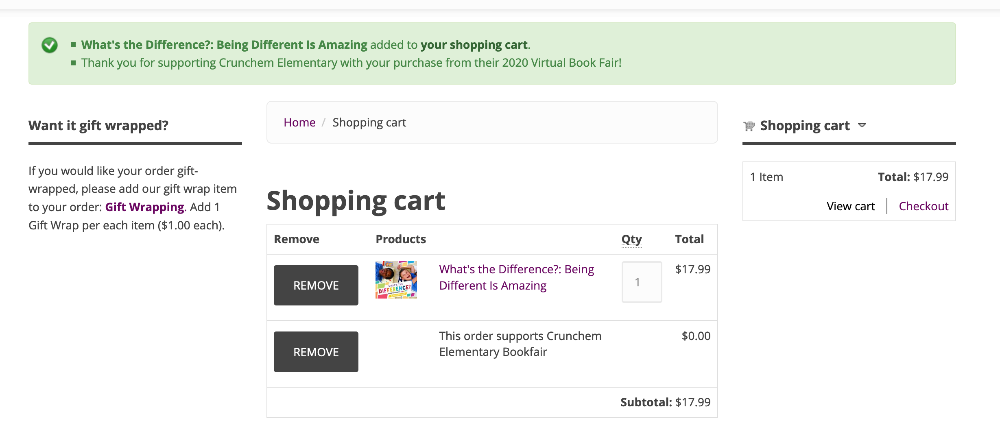 What's the Difference?: Being Different Is Amazing added to your shopping cart.
Thank you for supporting Crunchem Elementary with your purchase from their 2020 Virtual Book Fair!
Want it gift wrapped?
If you would like your order gift-
wrapped, please add our gift wrap item
to your order: Gift Wrapping. Add 1
Gift Wrap per each item ($1.00 each).
Home / Shopping cart
Shopping cart
Remove Products Qty Total
REMOVE
WHAT'S THE
DIFFERENCE?
What's the Difference?: Being
Different Is Amazing
1
$17.99
REMOVE
This order supports Crunchem
Elementary Bookfair
$0.00
Subtotal: $17.99
Shopping cart
1 Item Total: $17.99
View cart Checkout